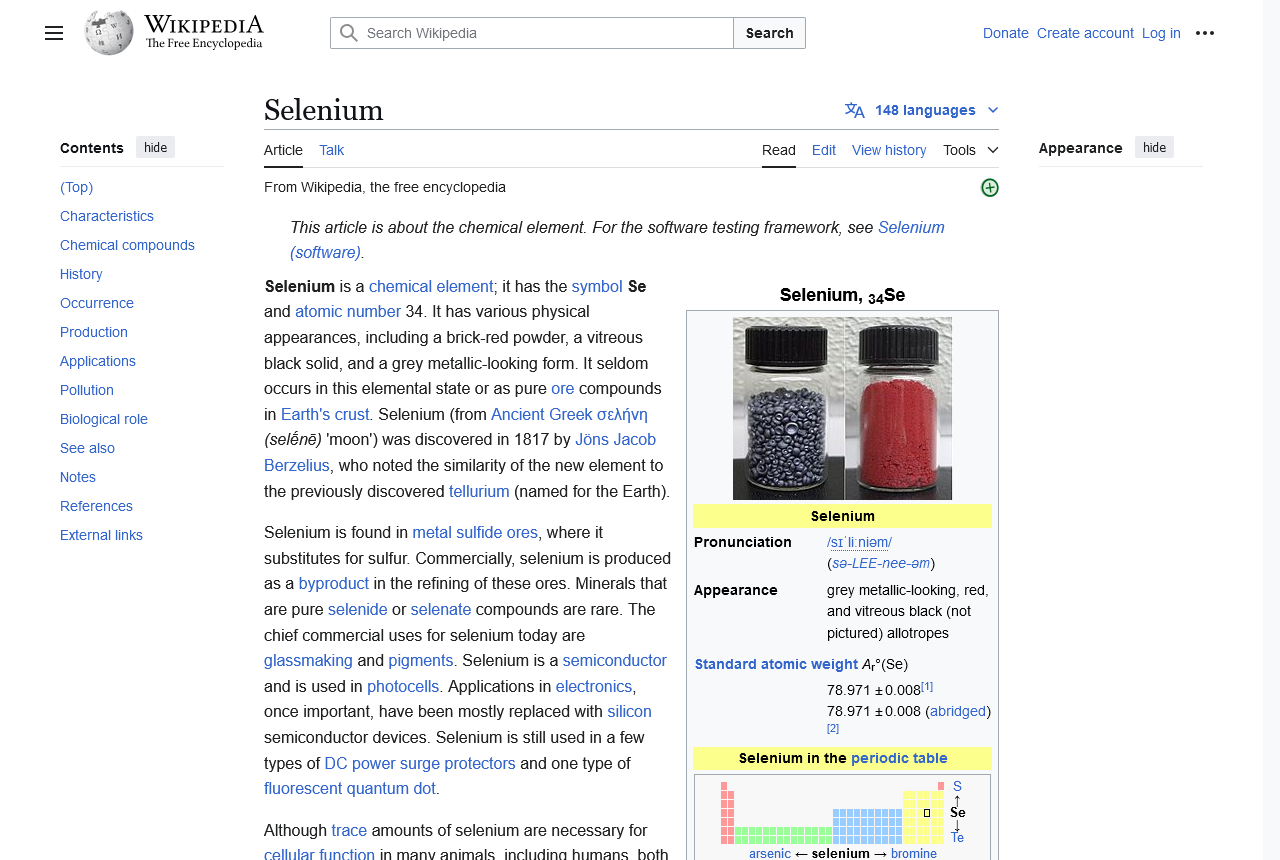 WIKIPEDIA
The Free Encyclopedia
Search Wikipedia
Search
Donate Create account Log in
Selenium
148 languages
Contents hide
Article Talk
Read Edit View history Tools
Appearance hide
From Wikipedia, the free encyclopedia
(Top)
Characteristics
Chemical compounds
History
Occurrence
Production
Applications
Pollution
Biological role
See also
Notes
References
External links
This article is about the chemical element. For the software testing framework, see Selenium
(software).
Selenium is a chemical element; it has the symbol Se
and atomic number 34. It has various physical
appearances, including a brick-red powder, a vitreous
black solid, and a grey metallic-looking form. It seldom
occurs in this elemental state or as pure ore compounds
in Earth's crust. Selenium (from Ancient Greek σελήνη
(selḗnē) 'moon') was discovered in 1817 by Jöns Jacob
Berzelius, who noted the similarity of the new element to
the previously discovered tellurium (named for the Earth).
Selenium is found in metal sulfide ores, where it
substitutes for sulfur. Commercially, selenium is produced
as a byproduct in the refining of these ores. Minerals that
are pure selenide or selenate compounds are rare. The
chief commercial uses for selenium today are
glassmaking and pigments. Selenium is a semiconductor
and is used in photocells. Applications in electronics,
once important, have been mostly replaced with silicon
semiconductor devices. Selenium is still used in a few
types of DC power surge protectors and one type of
fluorescent quantum dot.
Although trace amounts of selenium are necessary for
cellular function in many animals, including humans, both
Selenium, 34Se
Selenium
Pronunciation /sɪˈliːniəm/
(sə-LEE-nee-əm)
Appearance grey metallic-looking, red,
and vitreous black (not
pictured) allotropes
Standard atomic weight Ar°(Se)
78.971 ± 0.008[1]
78.971 ± 0.008 (abridged)
[2]
Selenium in the periodic table
S
↑
Se
↓
Te
arsenic ← selenium → bromine